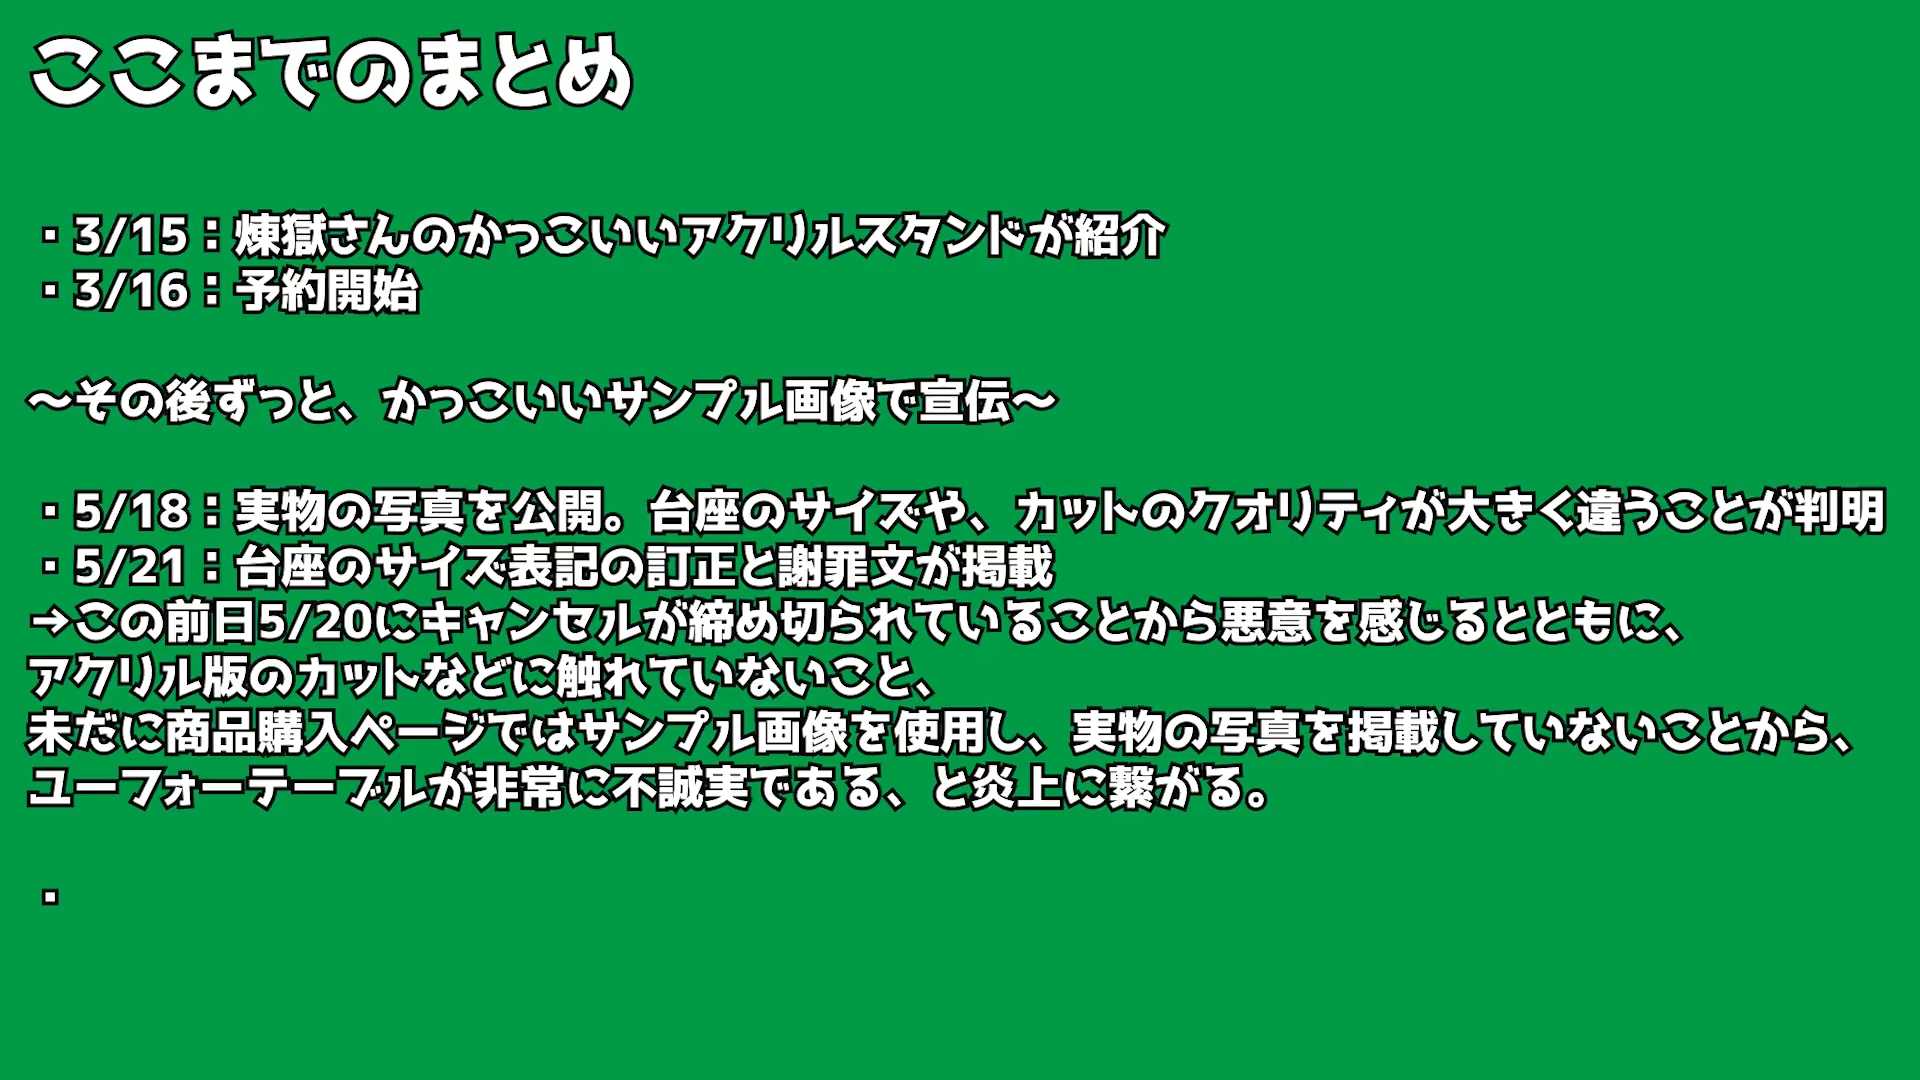 ここまでのまとめ
・3/15：煉獄さんのかっこいいアクリルスタンドが紹介
・3/16：予約開始
～その後ずっと、かっこいいサンプル画像で宣伝～
・5/18：実物の写真を公開。台座のサイズや、カットのクオリティが大きく違うことが判明
・5/21：台座のサイズ表記の訂正と謝罪文が掲載
→この前日5/20にキャンセルが締め切られていることから悪意を感じるとともに、
アクリル版のカットなどに触れていないこと、
未だに商品購入ページではサンプル画像を使用し、実物の写真を掲載していないことから、
ユーフォーテーブルが非常に不誠実である、と炎上に繋がる。
・